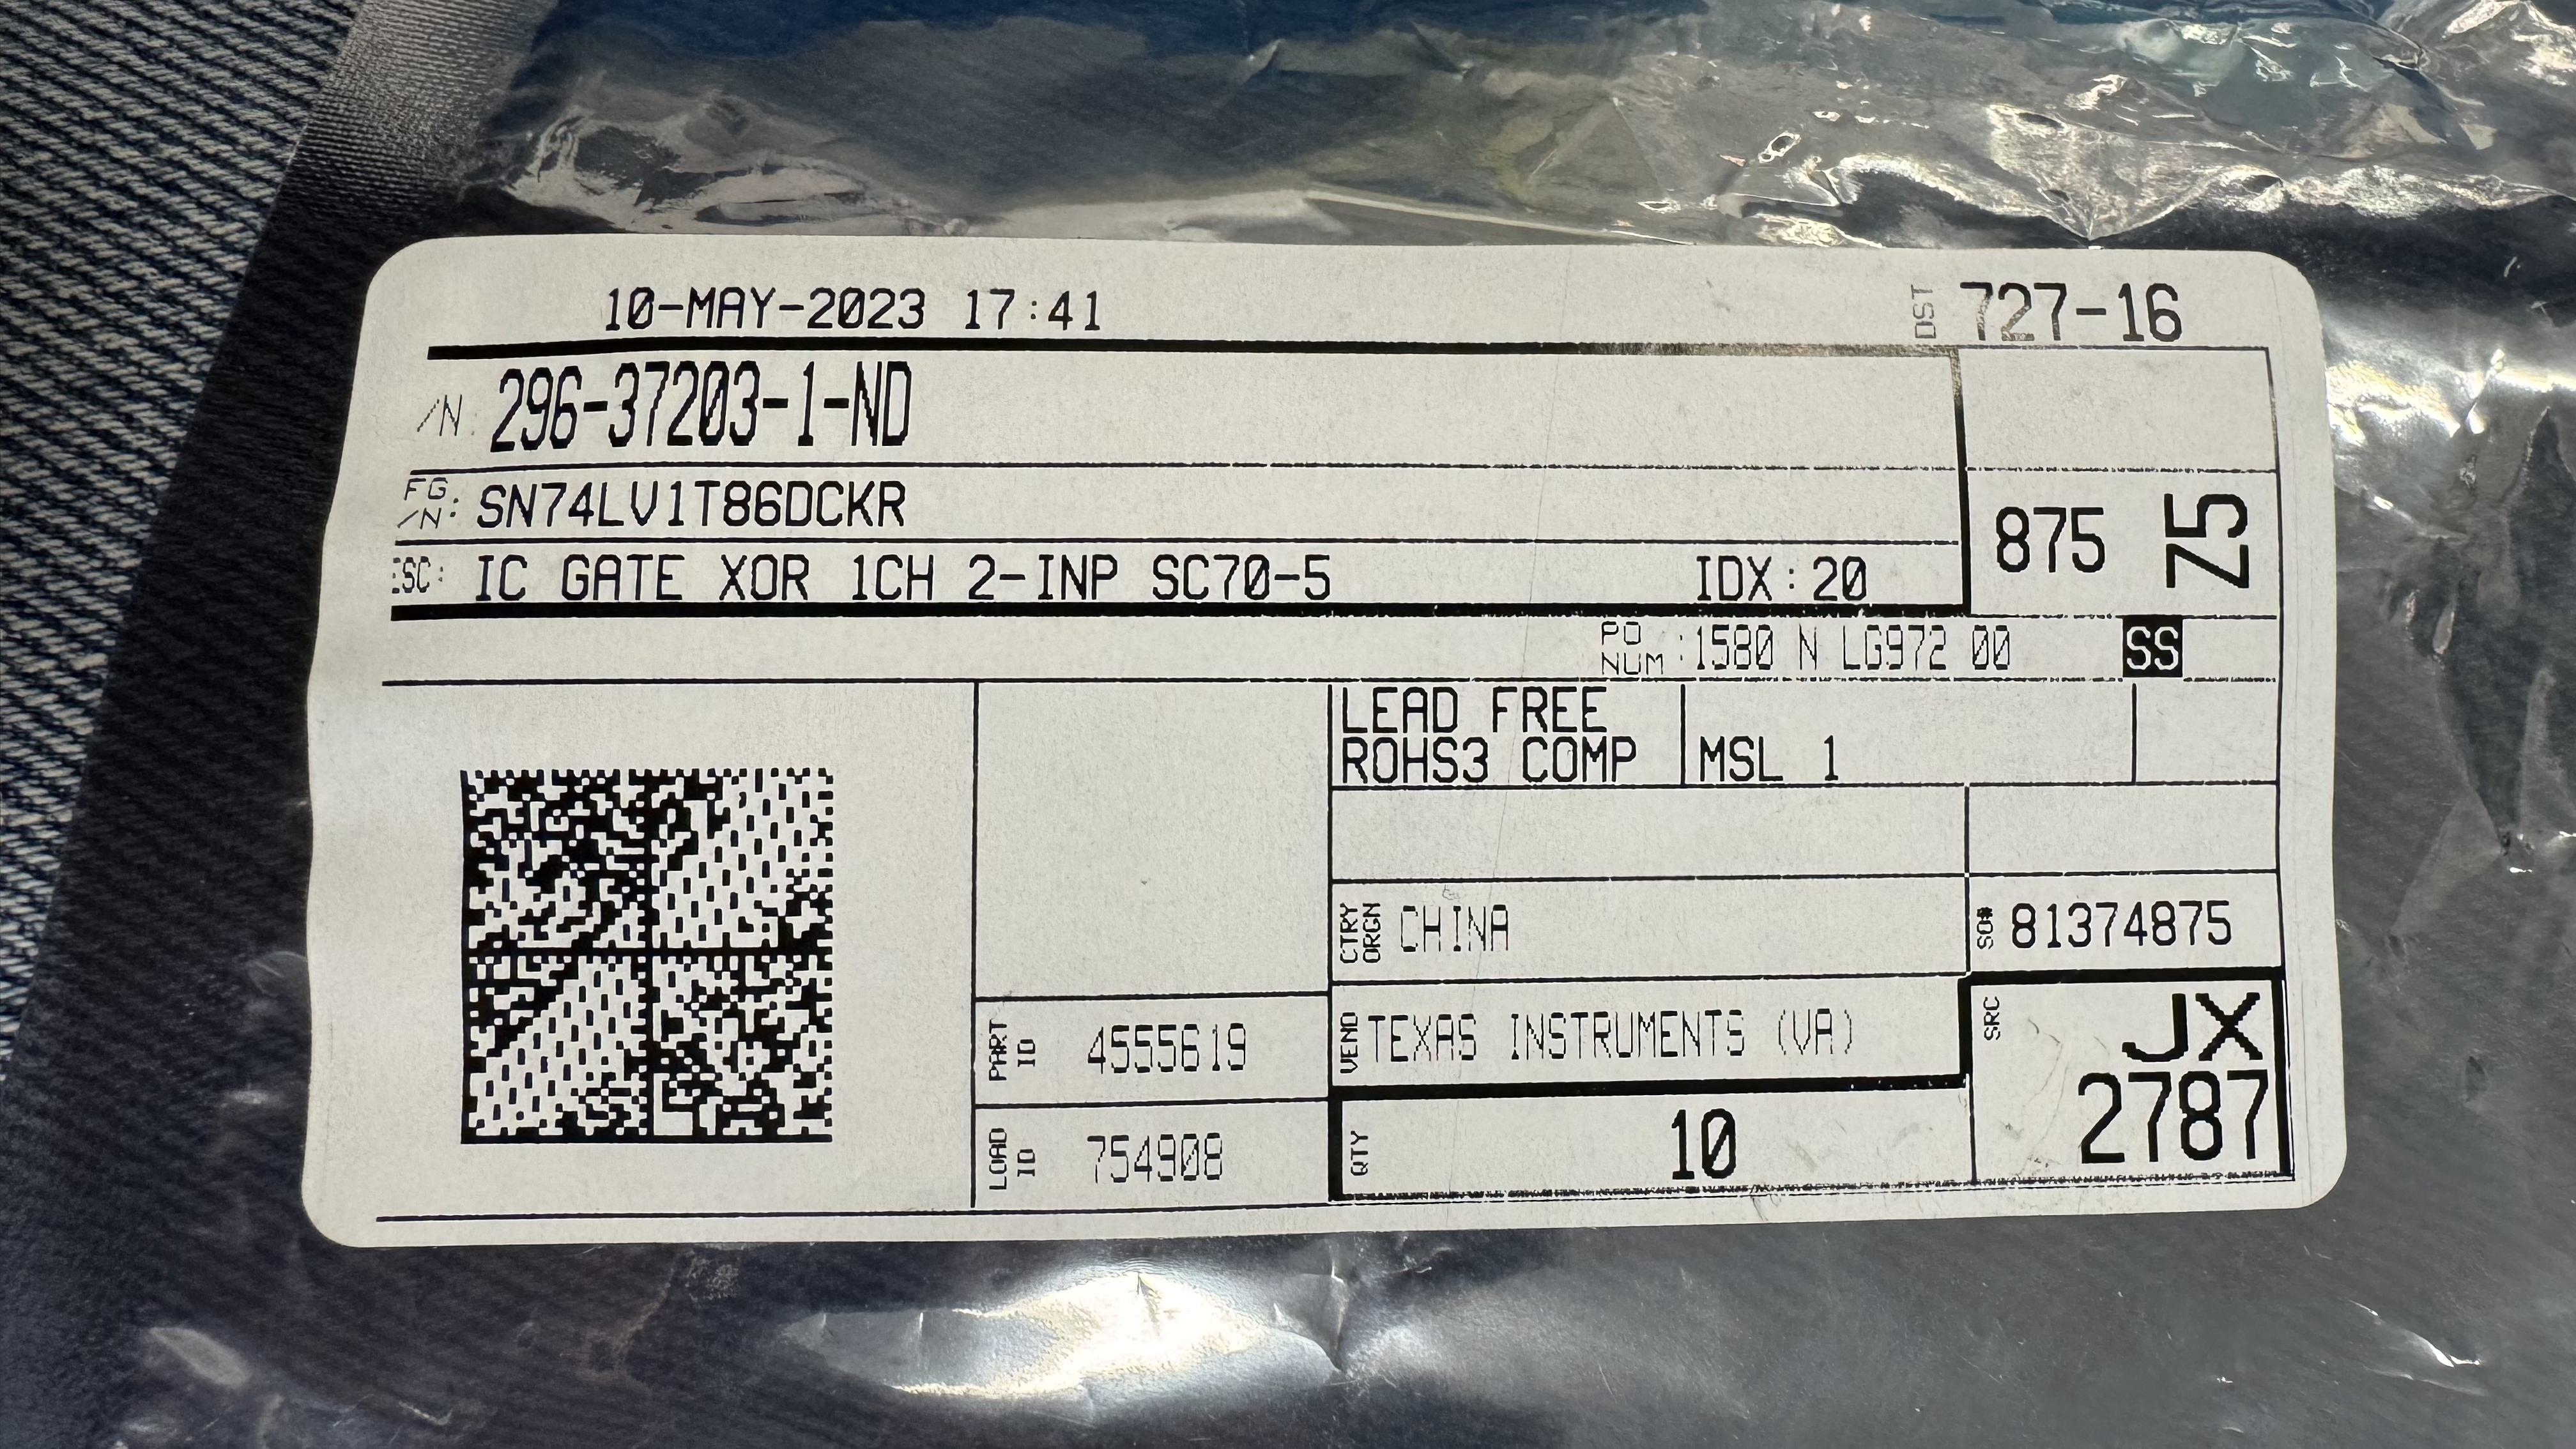 10-MAY-2023 17:41
DST 727-16
/N: 296-37203-1-ND
FG
/N: SN74LV1T86DCKR
875 Z5
ESC: IC GATE XOR 1CH 2-INP SC70-5 IDX:20
PO NUM :1580 N LG972 00 SS
LEAD FREE
ROHS3 COMP MSL 1
CTRY ORGN CHINA
SO# 81374875
PART ID 4555619
VEND TEXAS INSTRUMENTS (VA)
SRC JX
2787
LOAD ID 754908
QTY 10